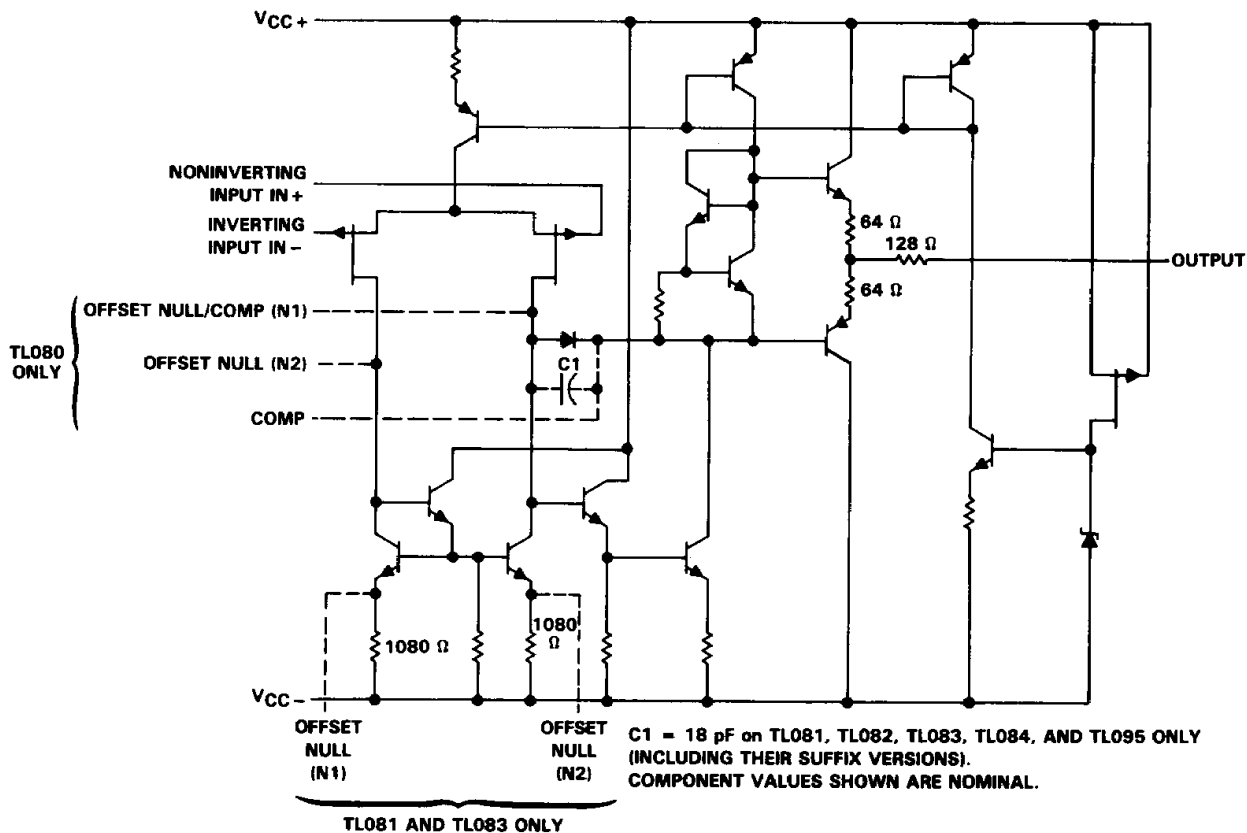 VCC+
NONINVERTING
INPUT IN+
INVERTING
INPUT IN−
64 Ω
128 Ω
OUTPUT
64 Ω
OFFSET NULL/COMP (N1)
TL080
ONLY
OFFSET NULL (N2)
C1
COMP
1080 Ω
1080
Ω
VCC−
OFFSET
NULL
(N1)
OFFSET
NULL
(N2)
C1 = 18 pF on TL081, TL082, TL083, TL084, AND TL095 ONLY
(INCLUDING THEIR SUFFIX VERSIONS).
COMPONENT VALUES SHOWN ARE NOMINAL.
TL081 AND TL083 ONLY